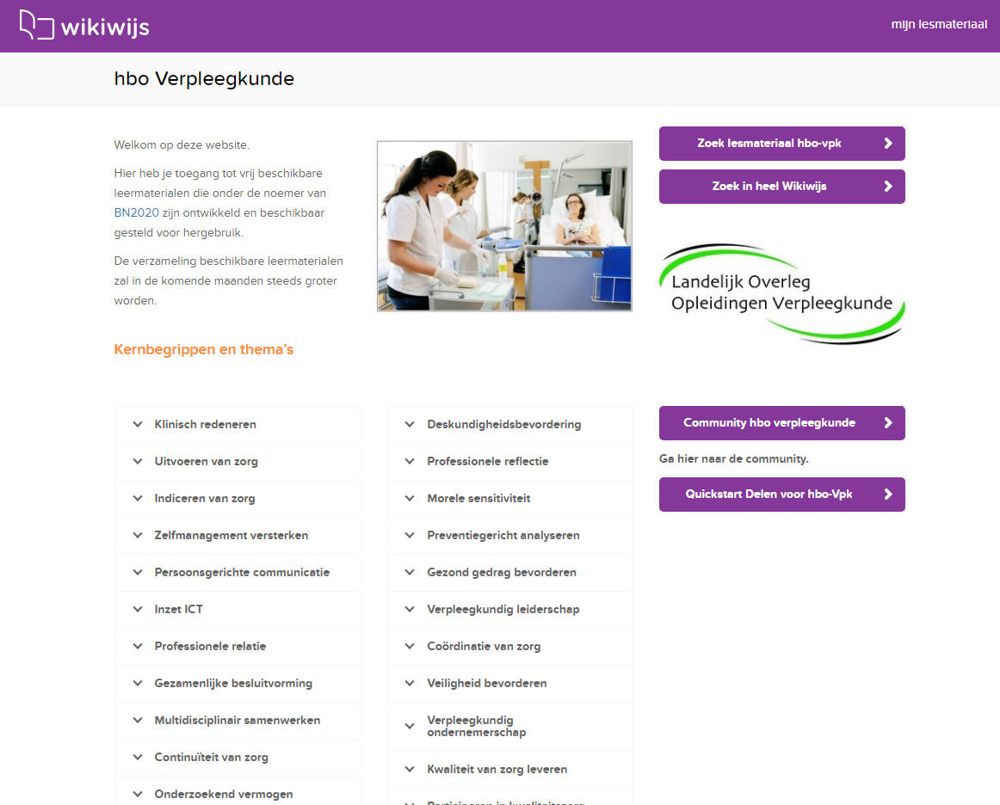 wikiwijs
mijn lesmateriaal
hbo Verpleegkunde
Welkom op deze website.
Hier heb je toegang tot vrij beschikbare
leermaterialen die onder de noemer van
BN2020 zijn ontwikkeld en beschikbaar
gesteld voor hergebruik.
De verzameling beschikbare leermaterialen
zal in de komende maanden steeds groter
worden.
Zoek lesmateriaal hbo-vpk
Zoek in heel Wikiwijs
Landelijk Overleg
Opleidingen Verpleegkunde
Kernbegrippen en thema's
Klinisch redeneren
Uitvoeren van zorg
Indiceren van zorg
Zelfmanagement versterken
Persoonsgerichte communicatie
Inzet ICT
Professionele relatie
Gezamenlijke besluitvorming
Multidisciplinair samenwerken
Continuïteit van zorg
Onderzoekend vermogen
Deskundigheidsbevordering
Professionele reflectie
Morele sensitiviteit
Preventiegericht analyseren
Gezond gedrag bevorderen
Verpleegkundig leiderschap
Coördinatie van zorg
Veiligheid bevorderen
Verpleegkundig
ondernemerschap
Kwaliteit van zorg leveren
Community hbo verpleegkunde
Ga hier naar de community.
Quickstart Delen voor hbo-Vpk